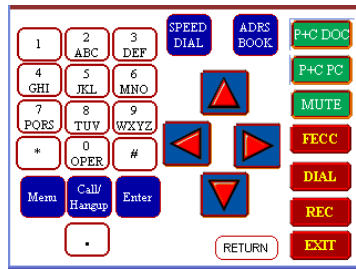 SPEED
DIAL
ADRS
BOOK
P+C DOC
1
2
ABC
3
DEF
P+C PC
4
GHI
5
JKL
6
MNO
MUTE
7
PQRS
8
TUV
9
WXYZ
FECC
*
0
OPER
#
DIAL
Menu
Call/
Hangup
Enter
REC
.
RETURN
EXIT